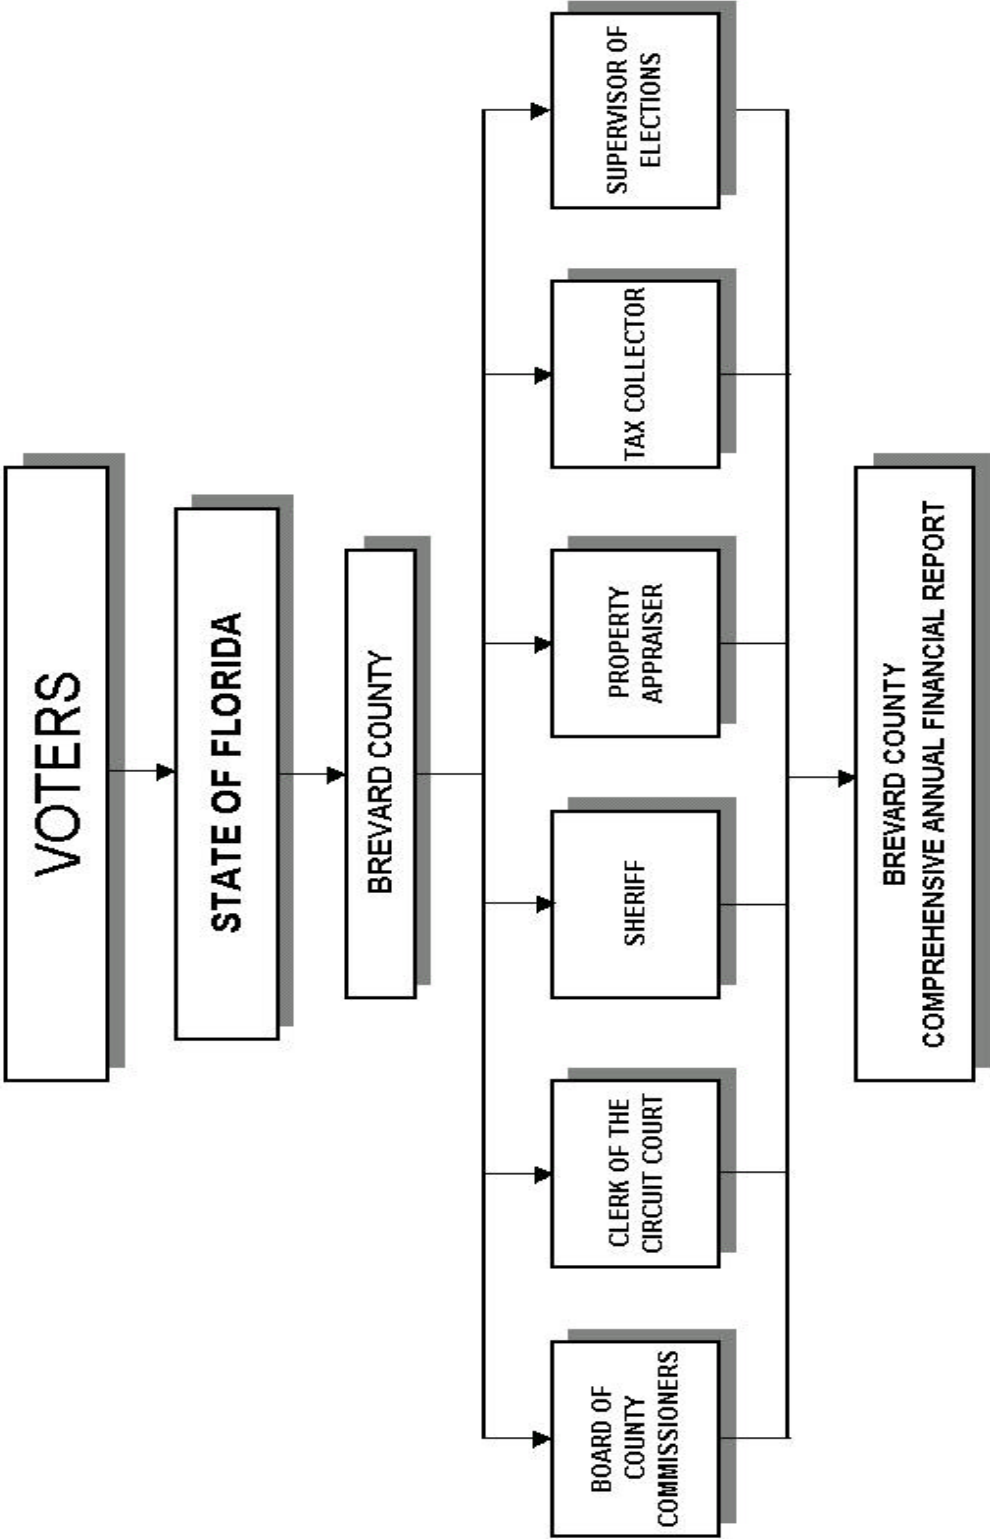 VOTERS
STATE OF FLORIDA
BREVARD COUNTY
BOARD OF
COUNTY
COMMISSIONERS
CLERK OF THE
CIRCUIT COURT
SHERIFF
PROPERTY
APPRAISER
TAX COLLECTOR
SUPERVISOR OF
ELECTIONS
BREVARD COUNTY
COMPREHENSIVE ANNUAL FINANCIAL REPORT